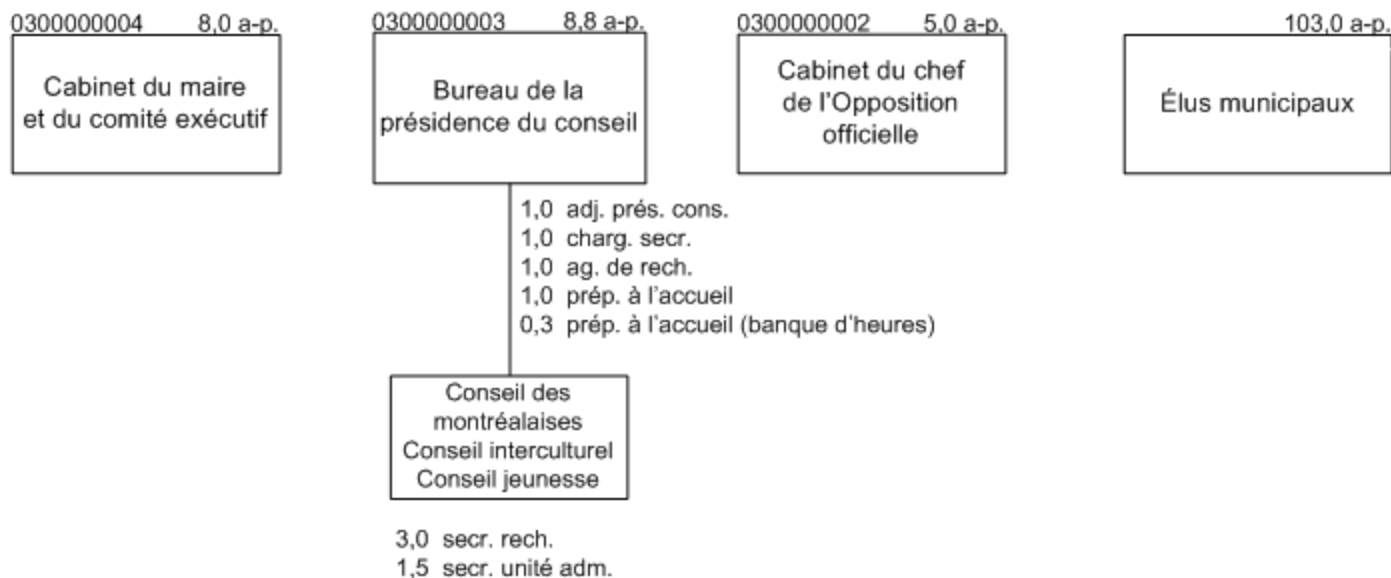 0300000004 8,0 a-p.
Cabinet du maire
et du comité exécutif
0300000003 8,8 a-p.
Bureau de la
présidence du conseil
0300000002 5,0 a-p.
Cabinet du chef
de l'Opposition
officielle
103,0 a-p.
Élus municipaux
1,0 adj. prés. cons.
1,0 charg. secr.
1,0 ag. de rech.
1,0 prép. à l'accueil
0,3 prép. à l'accueil (banque d'heures)
Conseil des
montréalaises
Conseil interculturel
Conseil jeunesse
3,0 secr. rech.
1,5 secr. unité adm.